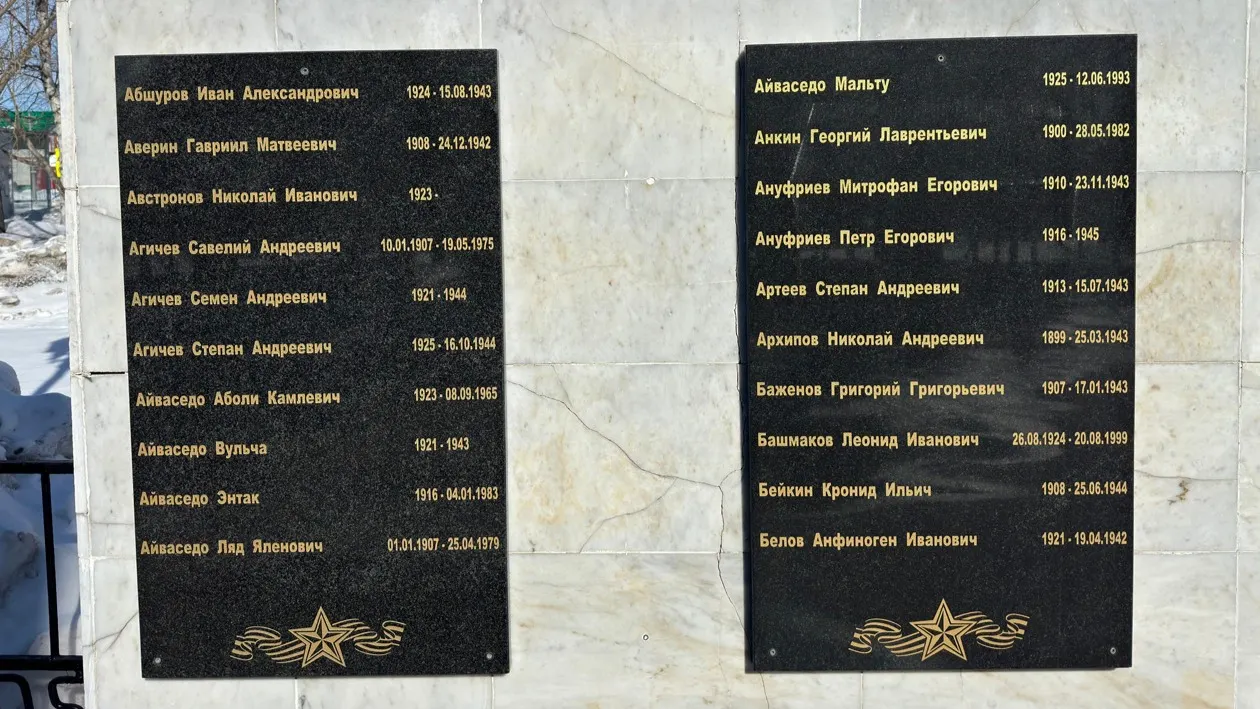 Абшуров Иван Александрович 1924 - 15.08.1943
Аверин Гавриил Матвеевич 1908 - 24.12.1942
Австронов Николай Иванович 1923 -
Агичев Савелий Андреевич 10.01.1907 - 19.05.1975
Агичев Семен Андреевич 1921 - 1944
Агичев Степан Андреевич 1925 - 16.10.1944
Айваседо Аболи Камлевич 1923 - 08.09.1965
Айваседо Вульча 1921 - 1943
Айваседо Энтак 1916 - 04.01.1983
Айваседо Ляд Яленович 01.01.1907 - 25.04.1979
Айваседо Мальту 1925 - 12.06.1993
Анкин Георгий Лаврентьевич 1900 - 28.05.1982
Ануфриев Митрофан Егорович 1910 - 23.11.1943
Ануфриев Петр Егорович 1916 - 1945
Артеев Степан Андреевич 1913 - 15.07.1943
Архипов Николай Андреевич 1899 - 25.03.1943
Баженов Григорий Григорьевич 1907 - 17.01.1943
Башмаков Леонид Иванович 26.08.1924 - 20.08.1999
Бейкин Кронид Ильич 1908 - 25.06.1944
Белов Анфиноген Иванович 1921 - 19.04.1942